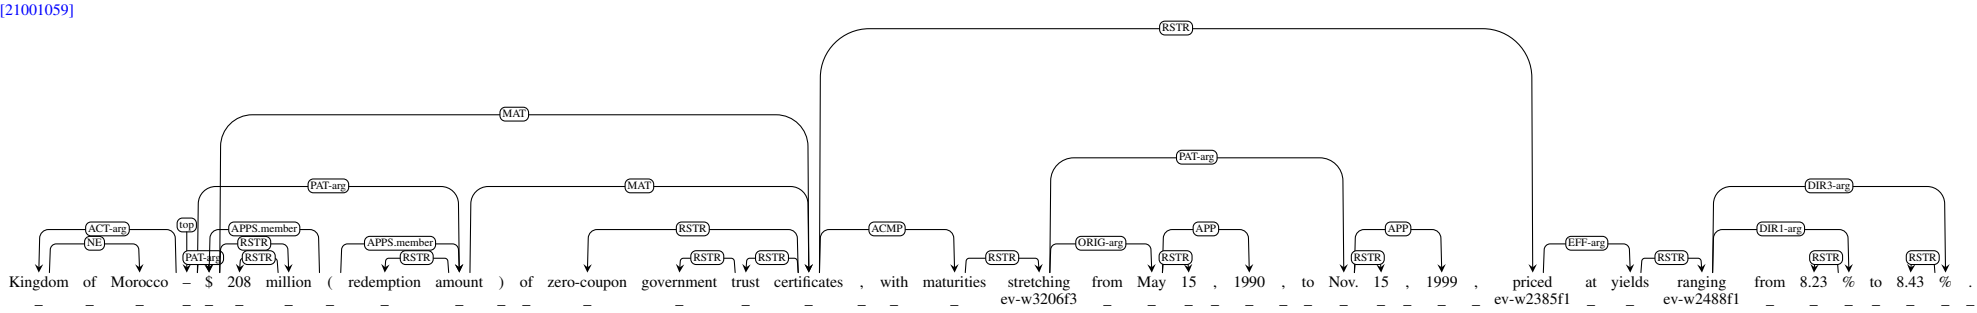 [21001059]
RSTR
MAT
PAT-arg
PAT-arg MAT DIR3-arg
ACT-arg top APPS.member RSTR ACMP APP APP DIR1-arg
NE RSTR APPS.member ORIG-arg EFF-arg
PAT-arg RSTR RSTR RSTR RSTR RSTR RSTR RSTR RSTR RSTR RSTR
Kingdom of Morocco – $ 208 million ( redemption amount ) of zero-coupon government trust certificates , with maturities stretching from May 15 , 1990 , to Nov. 15 , 1999 , priced at yields ranging from 8.23 % to 8.43 % .
_ _ _ _ _ _ _ _ _ _ _ _ _ _ _ _ _ _ _ ev-w3206f3 _ _ _ _ _ _ _ _ _ _ _ _ ev-w2385f1 _ _ ev-w2488f1 _ _ _ _ _ _ _